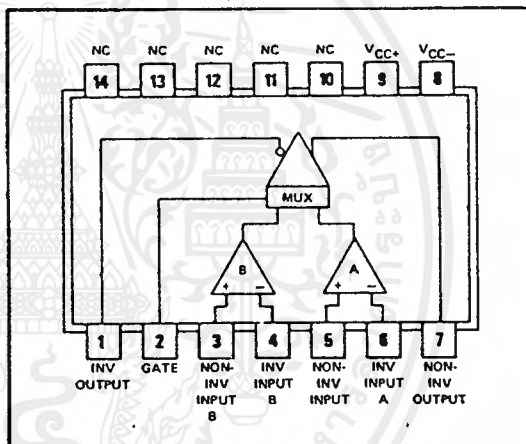 NC NC NC NC NC VCC+ VCC−
14 13 12 11 10 9 8
MUX
B A
+ − + −
1 2 3 4 5 6 7
INV OUTPUT
GATE
NON-INV INPUT B
INV INPUT B
NON-INV INPUT
INV INPUT A
NON-INV OUTPUT